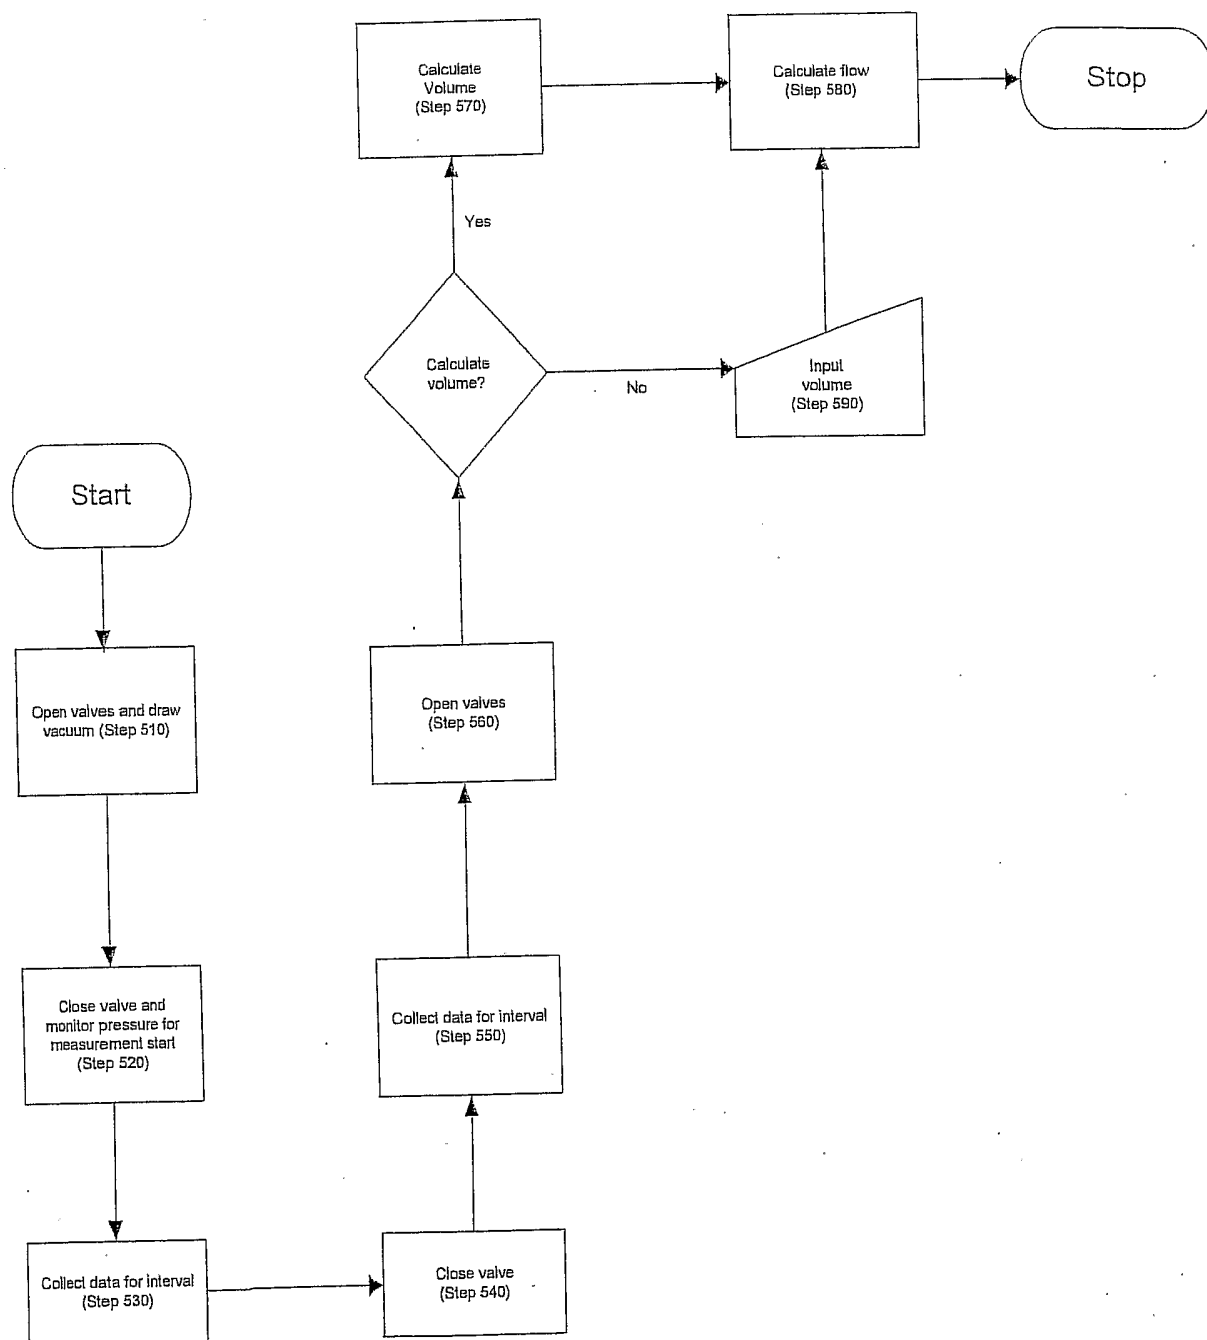 Start
Open valves and draw
vacuum (Step 510)
Close valve and
monitor pressure for
measurement start
(Step 520)
Collect data for interval
(Step 530)
Close valve
(Step 540)
Collect data for interval
(Step 550)
Open valves
(Step 560)
Calculate
volume?
Yes
No
Calculate
Volume
(Step 570)
Input
volume
(Step 590)
Calculate flow
(Step 580)
Stop